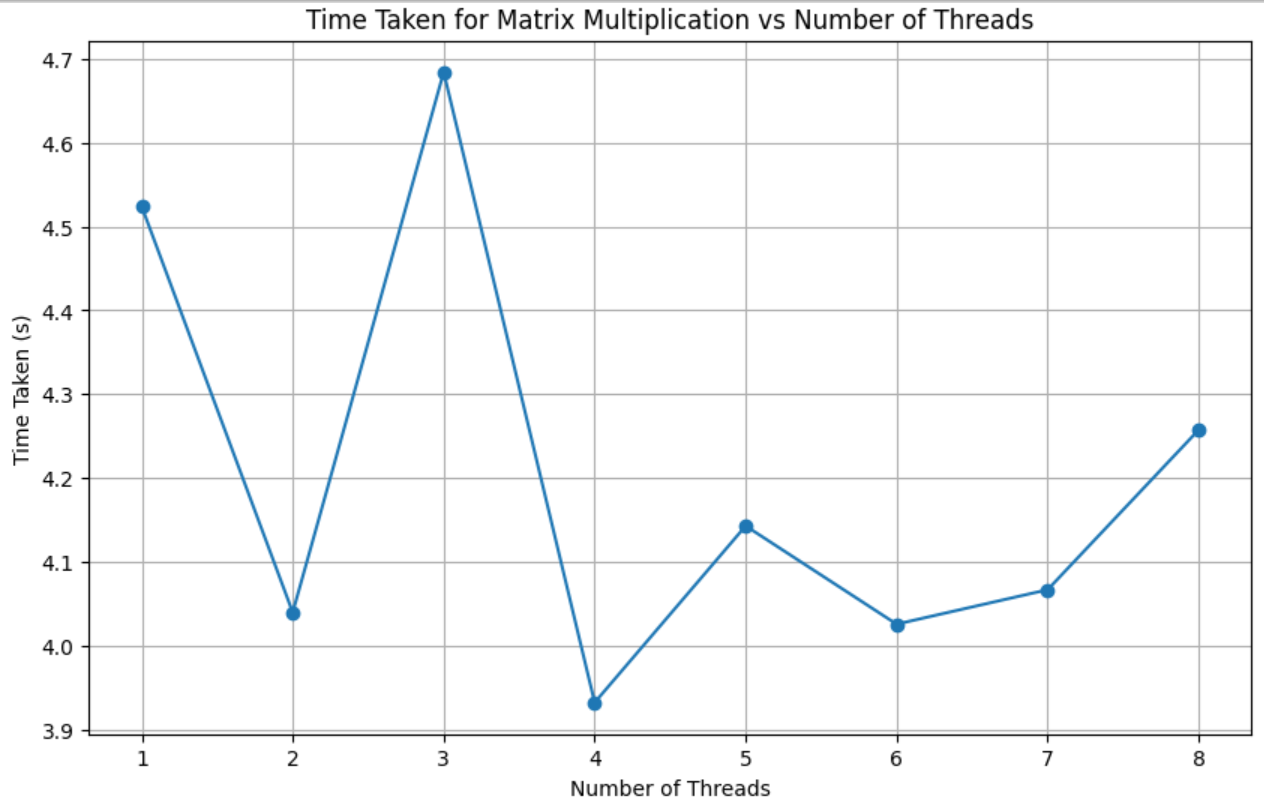 Time Taken for Matrix Multiplication vs Number of Threads
Time Taken (s)
4.7
4.6
4.5
4.4
4.3
4.2
4.1
4.0
3.9
1 2 3 4 5 6 7 8
Number of Threads